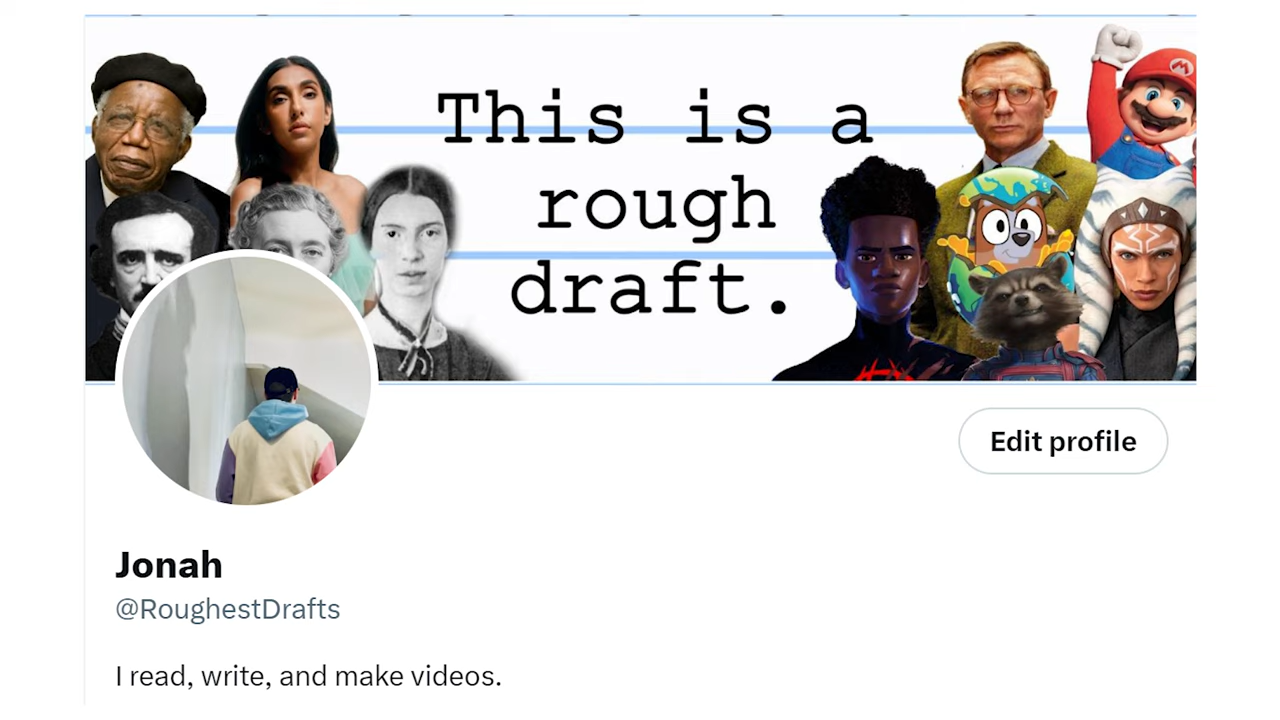 This is a
rough
draft.
M
Edit profile
Jonah
@RoughestDrafts
I read, write, and make videos.